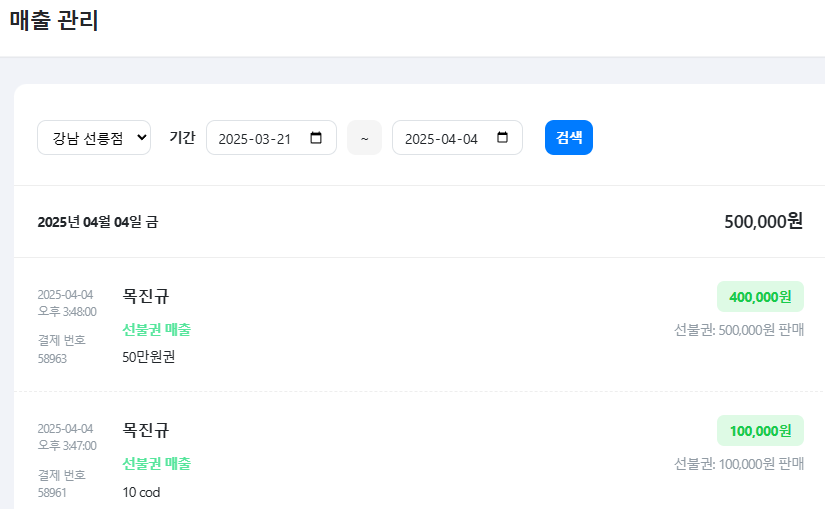 매출 관리
강남 선릉점 기간 2025-03-21 ~ 2025-04-04 검색
2025년 04월 04일 금 500,000원
2025-04-04
오후 3:48:00
결제 번호
58963
목진규
선불권 매출
50만원권
400,000원
선불권: 500,000원 판매
2025-04-04
오후 3:47:00
결제 번호
58961
목진규
선불권 매출
10 cod
100,000원
선불권: 100,000원 판매